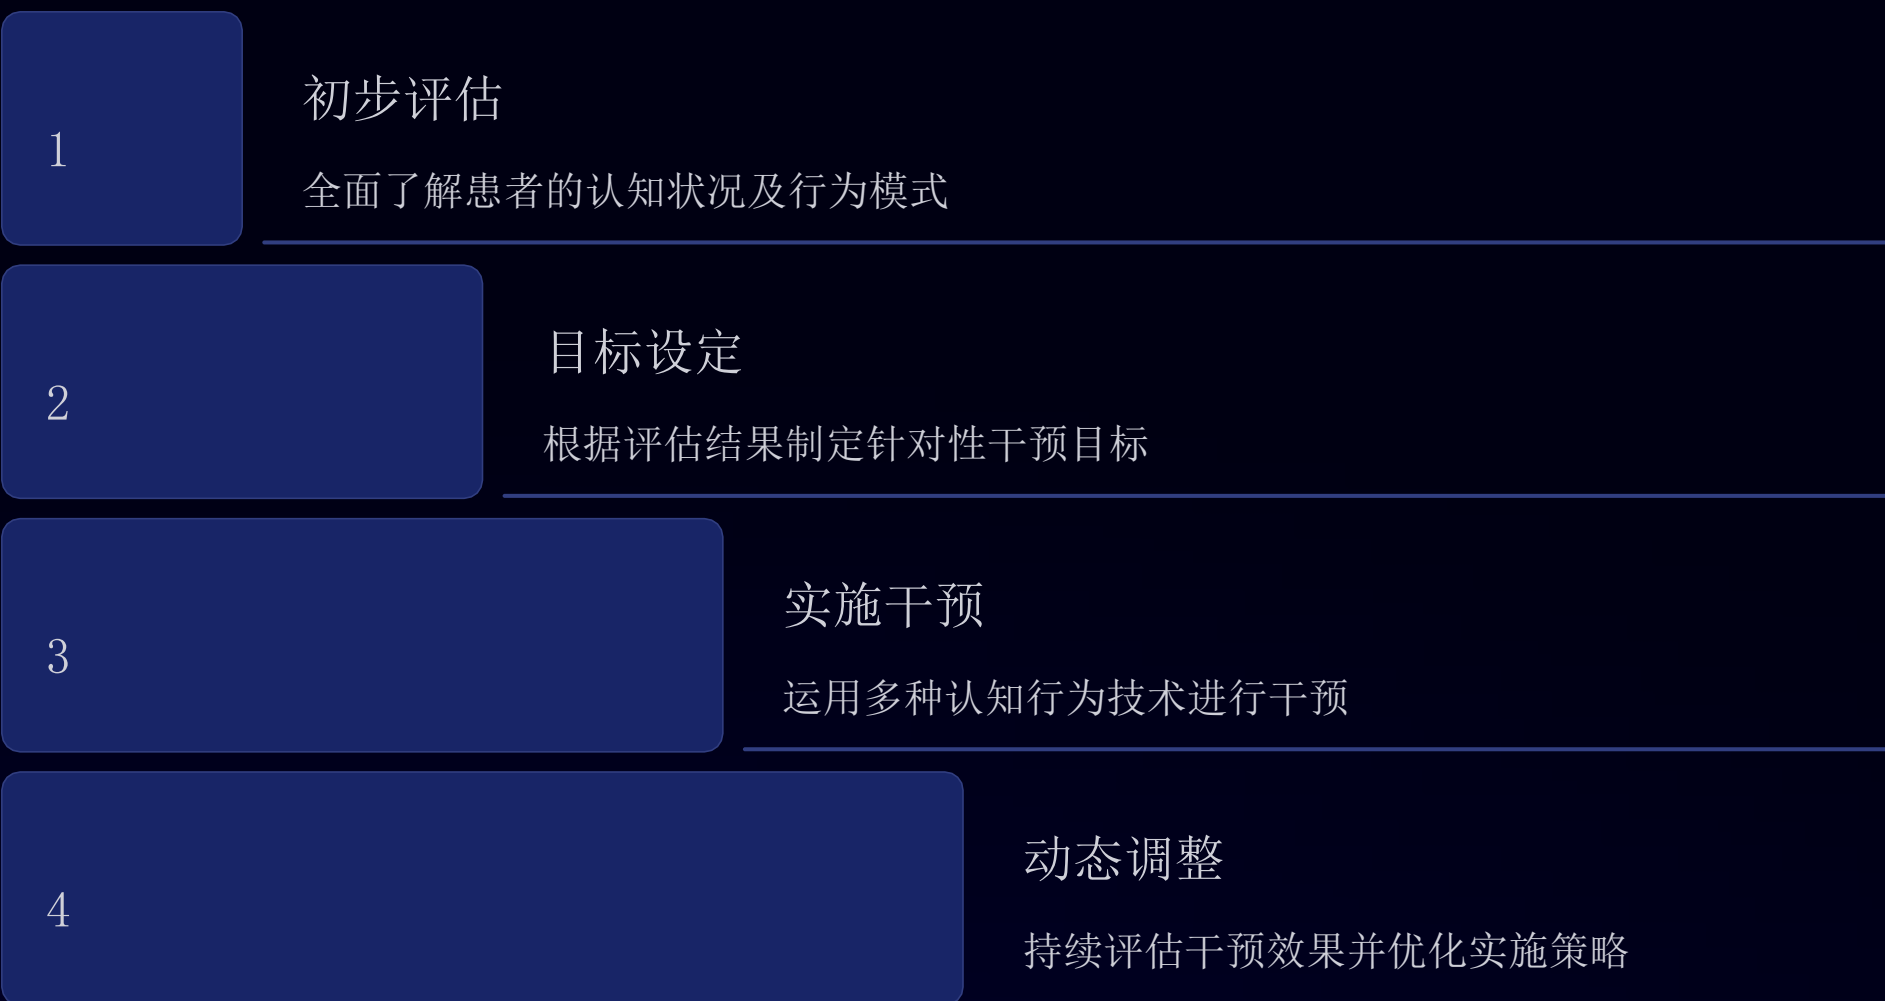 1
初步评估
全面了解患者的认知状况及行为模式
2
目标设定
根据评估结果制定针对性干预目标
3
实施干预
运用多种认知行为技术进行干预
4
动态调整
持续评估干预效果并优化实施策略